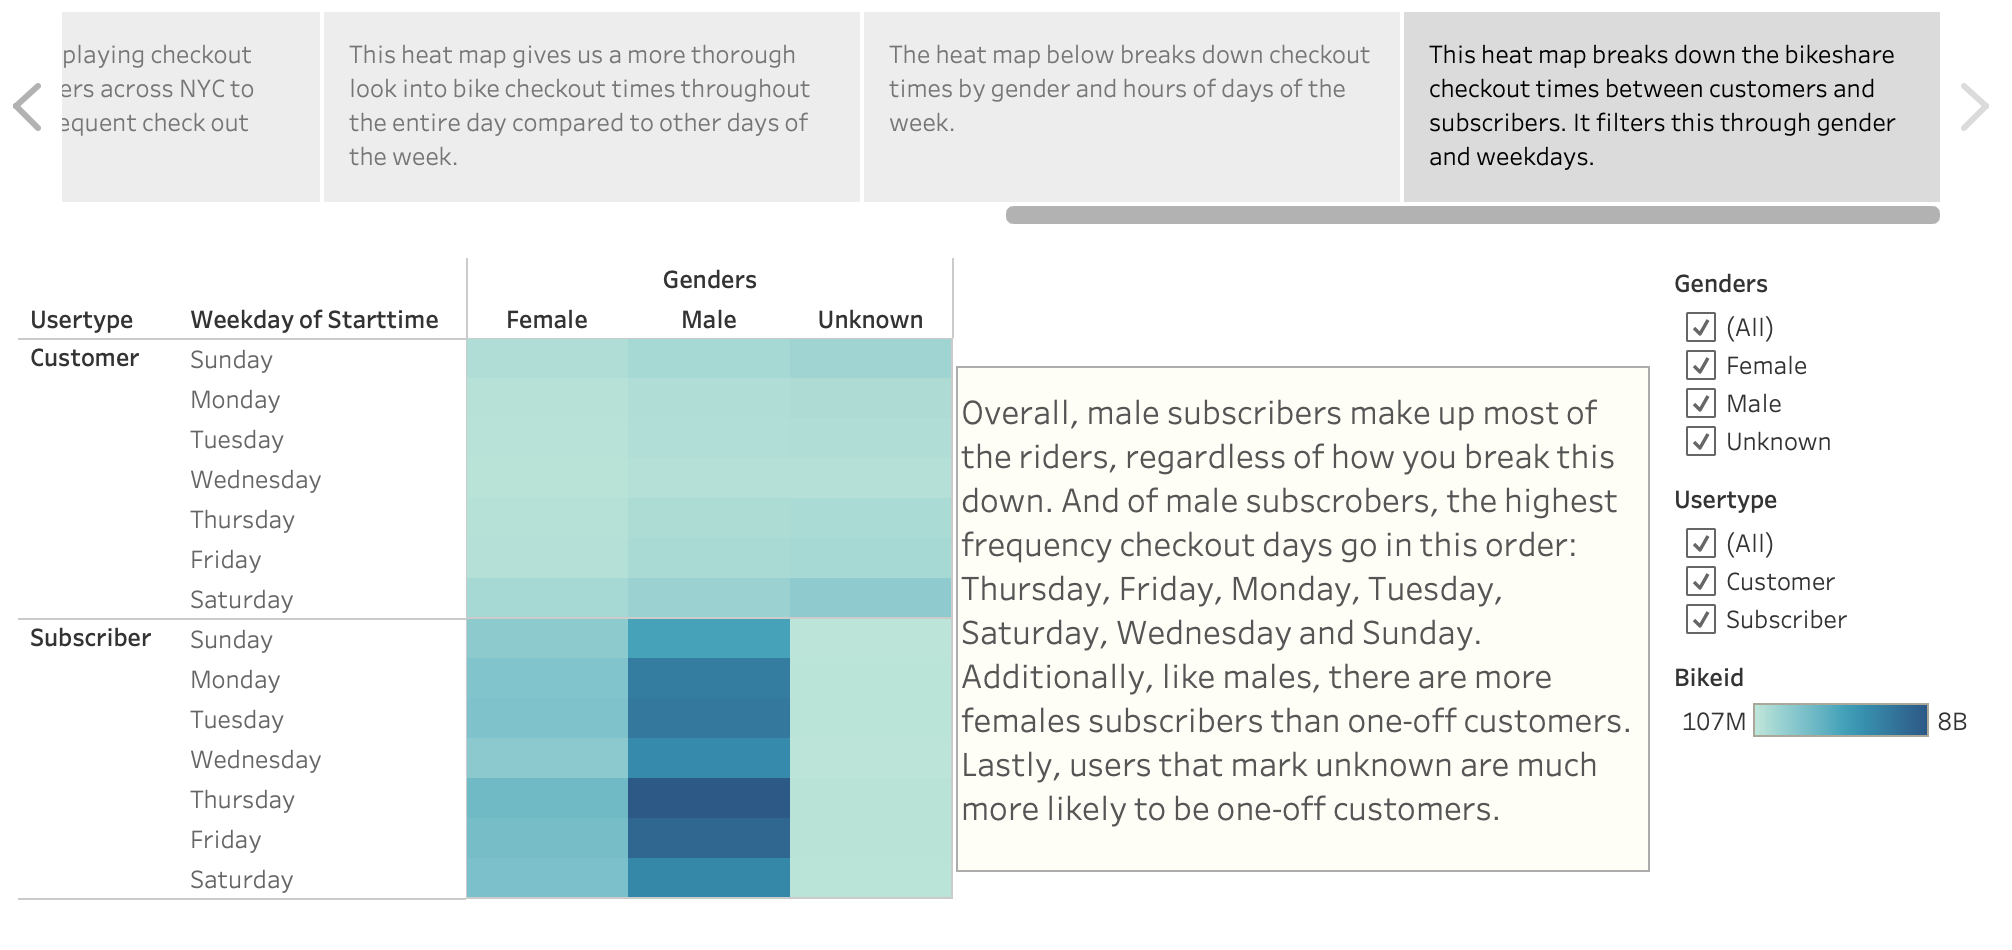 playing checkout
ers across NYC to
equent check out
This heat map gives us a more thorough
look into bike checkout times throughout
the entire day compared to other days of
the week.
The heat map below breaks down checkout
times by gender and hours of days of the
week.
This heat map breaks down the bikeshare
checkout times between customers and
subscribers. It filters this through gender
and weekdays.
Genders
Usertype Weekday of Starttime Female Male Unknown
Customer Sunday
Monday
Tuesday
Wednesday
Thursday
Friday
Saturday
Subscriber Sunday
Monday
Tuesday
Wednesday
Thursday
Friday
Saturday
Overall, male subscribers make up most of
the riders, regardless of how you break this
down. And of male subscrobers, the highest
frequency checkout days go in this order:
Thursday, Friday, Monday, Tuesday,
Saturday, Wednesday and Sunday.
Additionally, like males, there are more
females subscribers than one-off customers.
Lastly, users that mark unknown are much
more likely to be one-off customers.
Genders
(All)
Female
Male
Unknown
Usertype
(All)
Customer
Subscriber
Bikeid
107M 8B